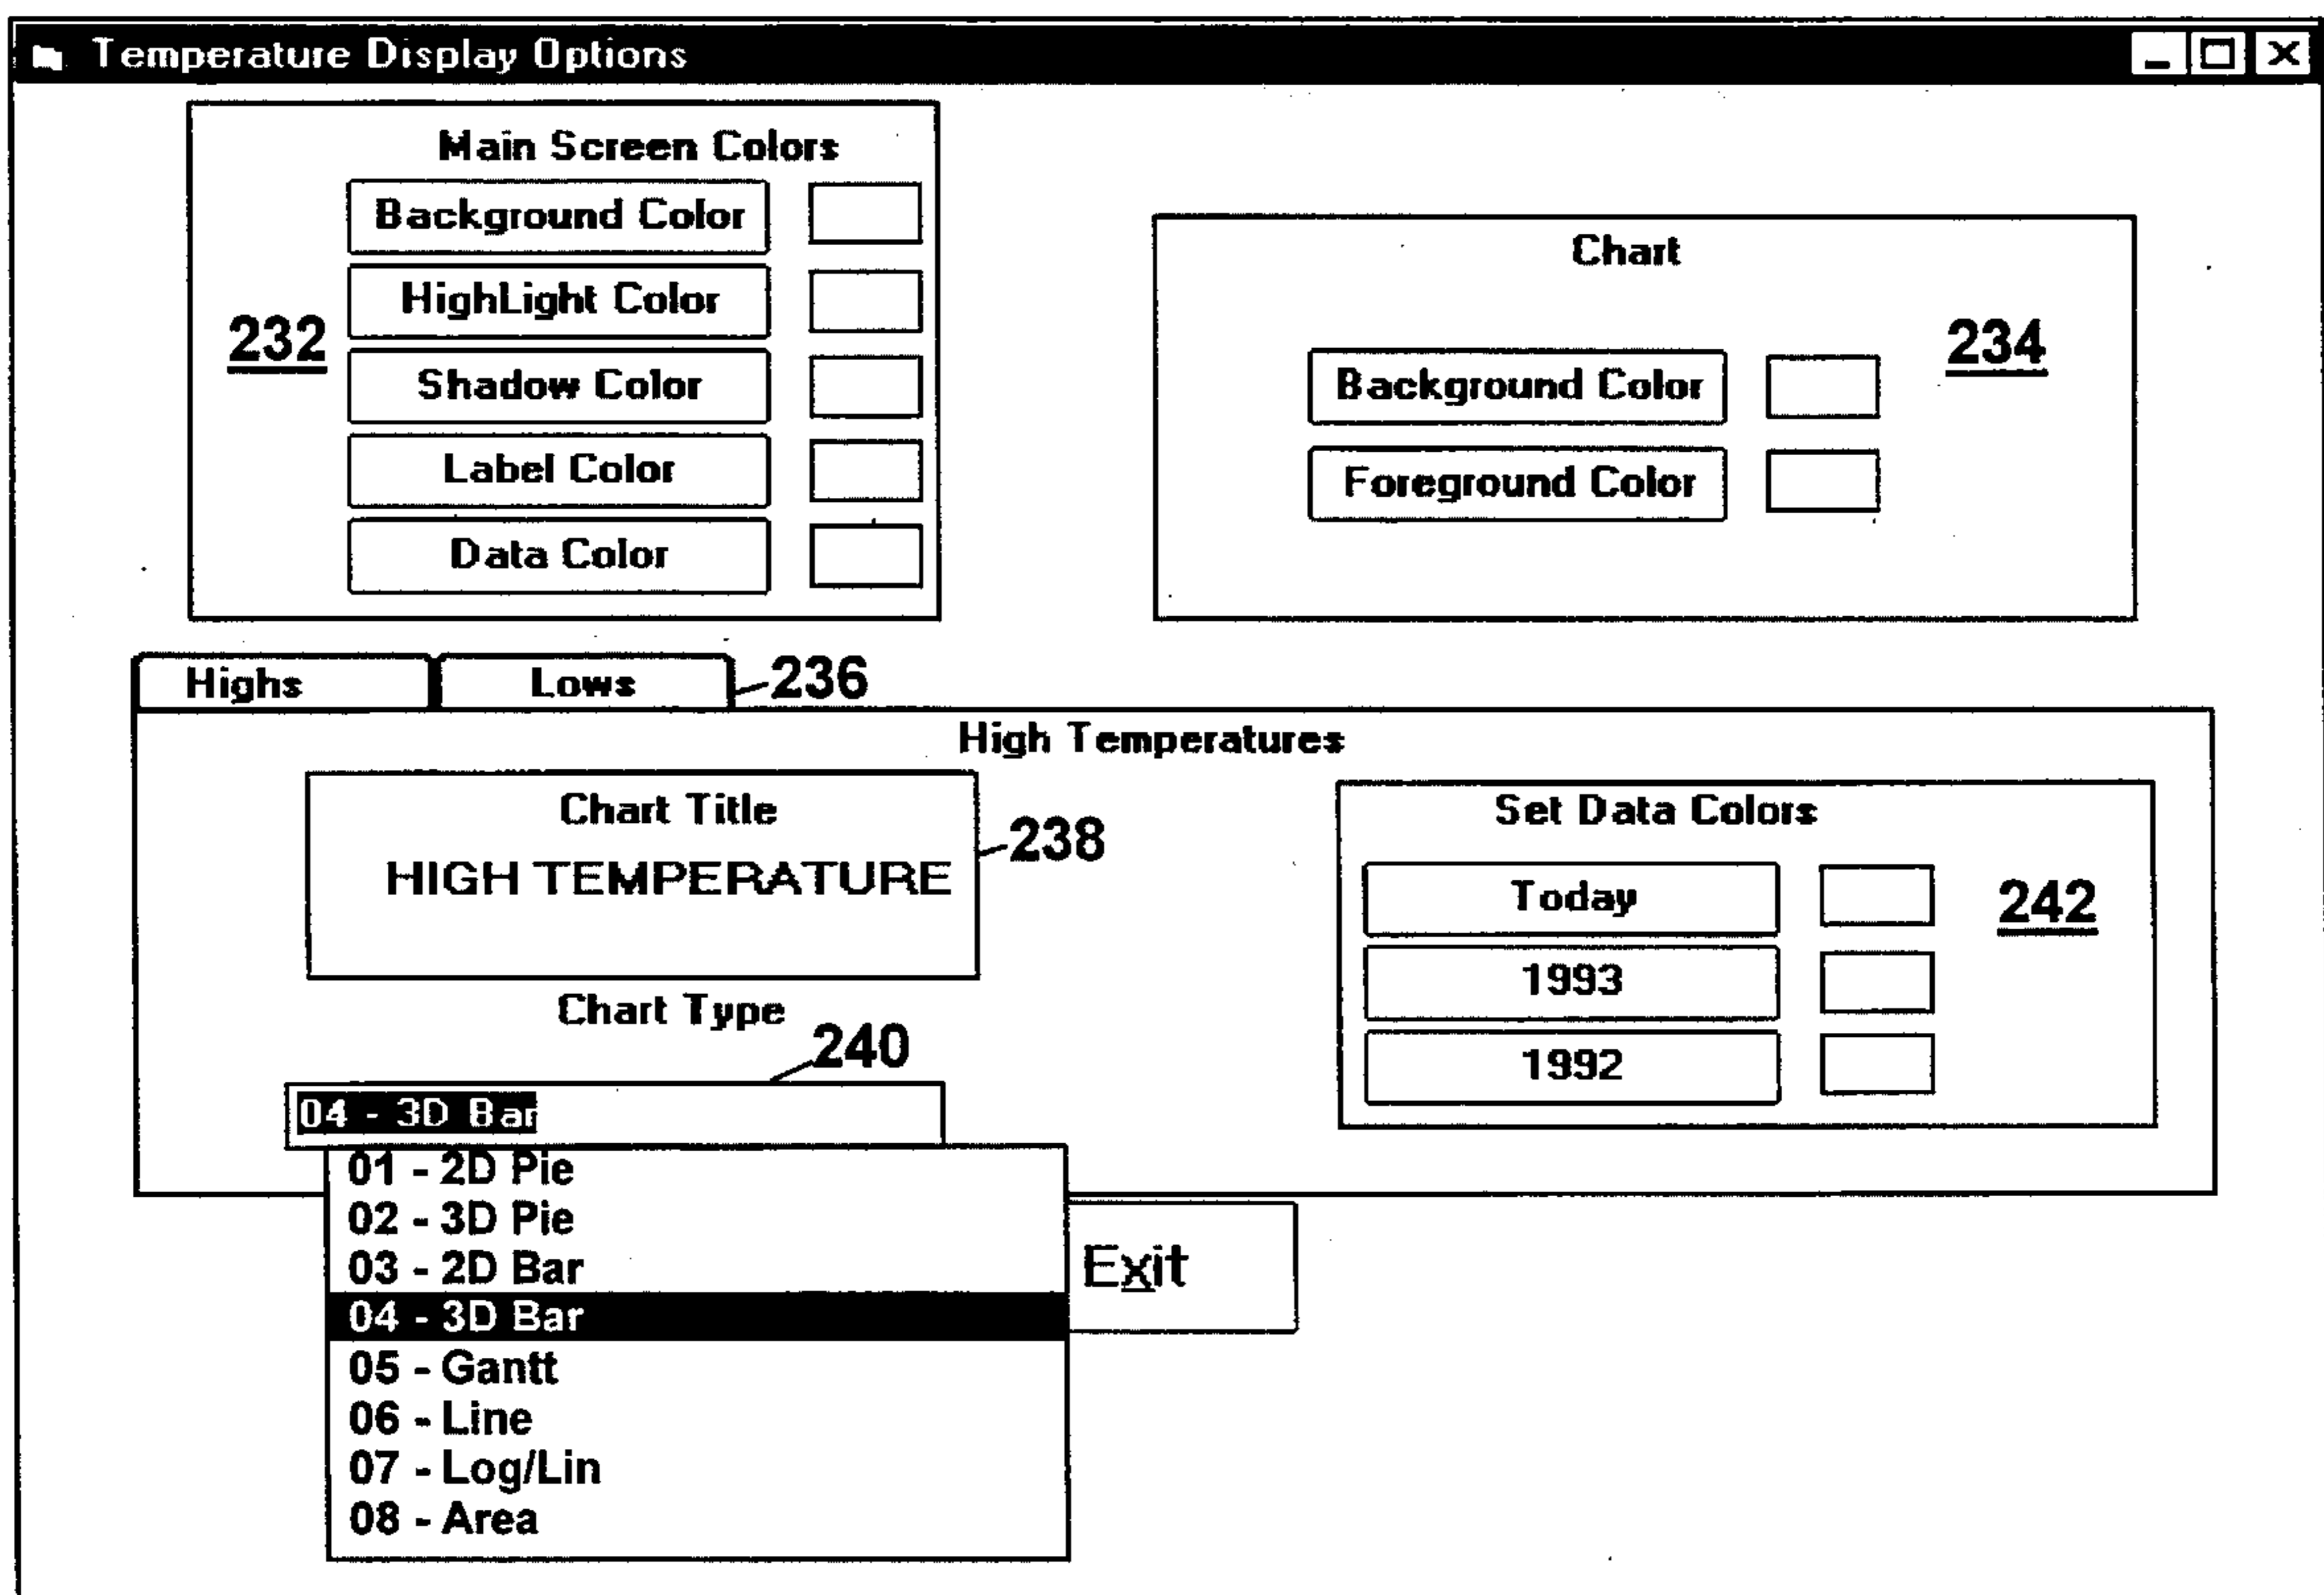 Temperature Display Options
Main Screen Colors
Background Color
HighLight Color
232
Shadow Color
Label Color
Data Color
Chart
234
Background Color
Foreground Color
Highs
Lows
236
High Temperatures
Chart Title
238
HIGH TEMPERATURE
Chart Type
240
04 - 3D Bar
01 - 2D Pie
02 - 3D Pie
03 - 2D Bar
04 - 3D Bar
05 - Gantt
06 - Line
07 - Log/Lin
08 - Area
Set Data Colors
Today
242
1993
1992
Exit